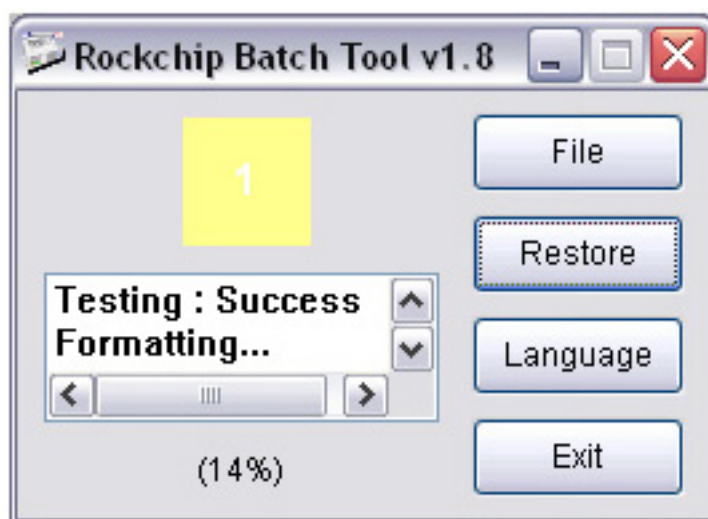 Rockchip Batch Tool v1.8
1
File
Restore
Testing : Success
Formatting...
Language
(14%)
Exit